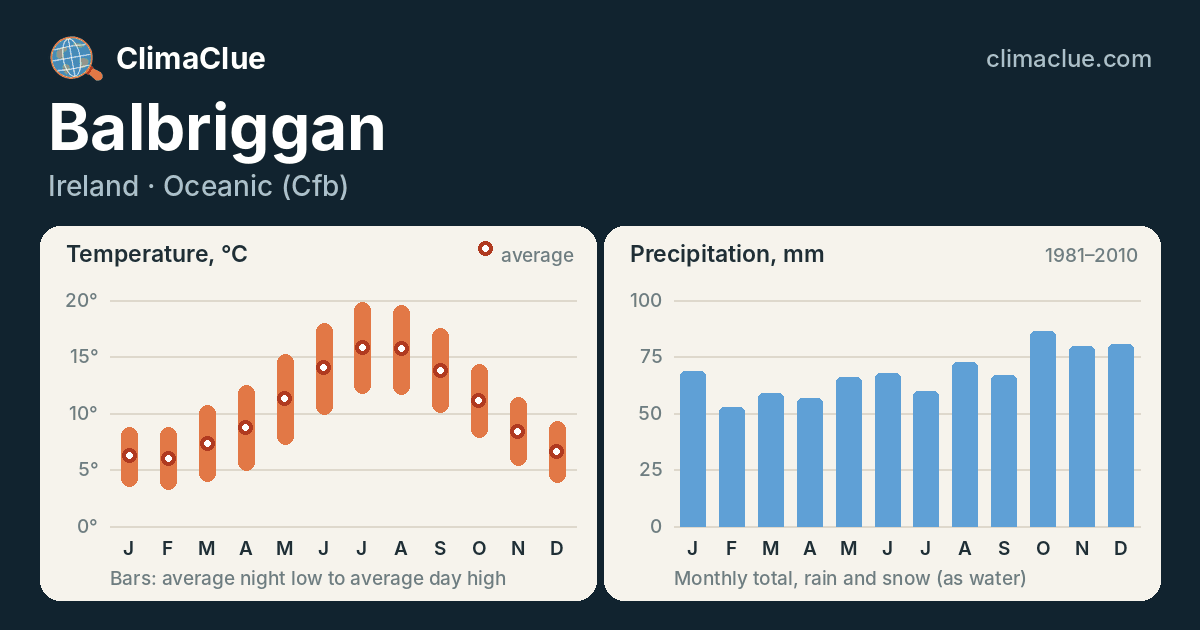 ClimaClue
climaclue.com
Balbriggan
Ireland · Oceanic (Cfb)
Temperature, °C
average
20°
15°
10°
5°
0°
J F M A M J J A S O N D
Bars: average night low to average day high
Precipitation, mm
1981–2010
100
75
50
25
0
J F M A M J J A S O N D
Monthly total, rain and snow (as water)